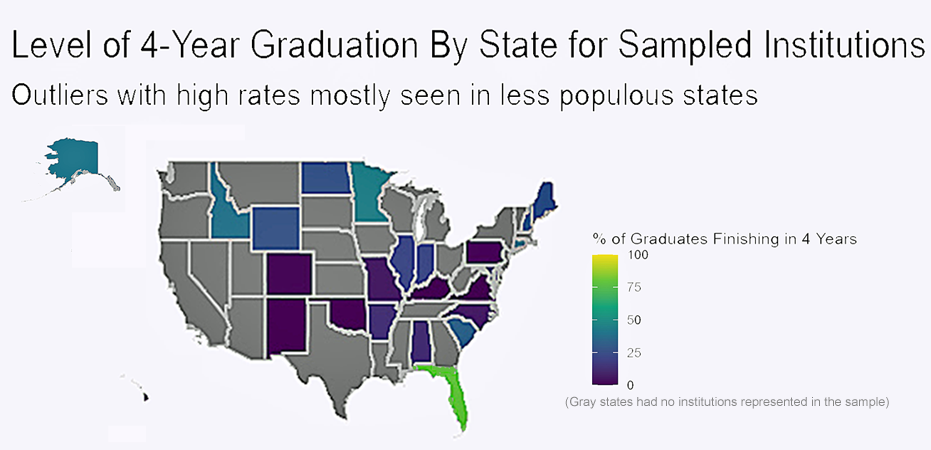 Level of 4-Year Graduation By State for Sampled Institutions
Outliers with high rates mostly seen in less populous states
% of Graduates Finishing in 4 Years
100
75
50
25
0
(Gray states had no institutions represented in the sample)